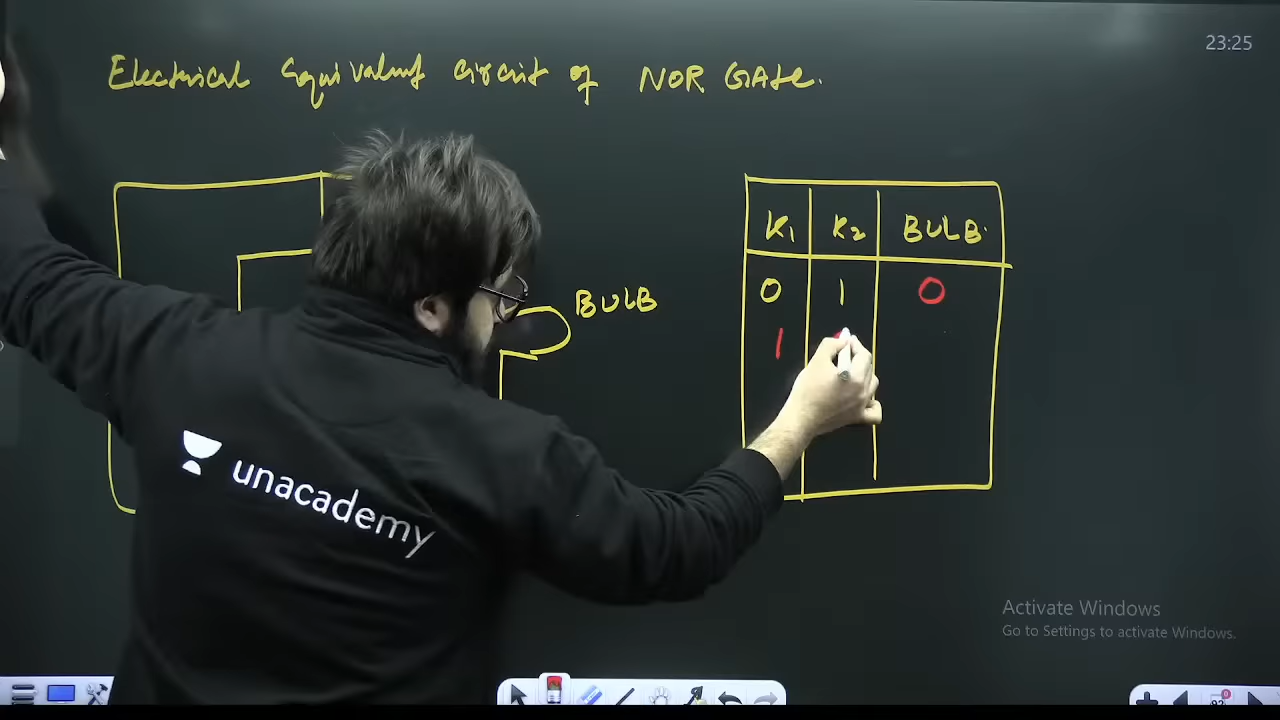 23:25
Electrical Equivalent circuit of NOR GATE.
K1 K2 BULB
BULB
0 1 0
1
unacademy
Activate Windows
Go to Settings to activate Windows.